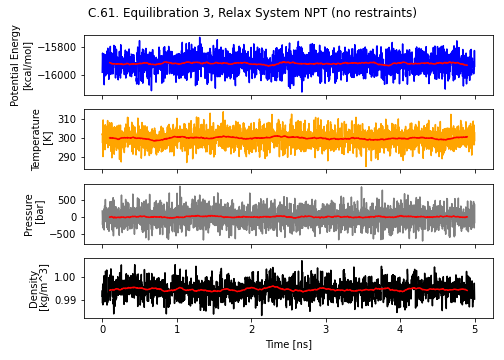 C.61. Equilibration 3, Relax System NPT (no restraints)
Potential Energy
[kcal/mol]
−15800
−16000
Temperature
[K]
310
300
290
Pressure
[bar]
500
0
−500
Density
[kg/m^3]
1.00
0.99
0 1 2 3 4 5
Time [ns]